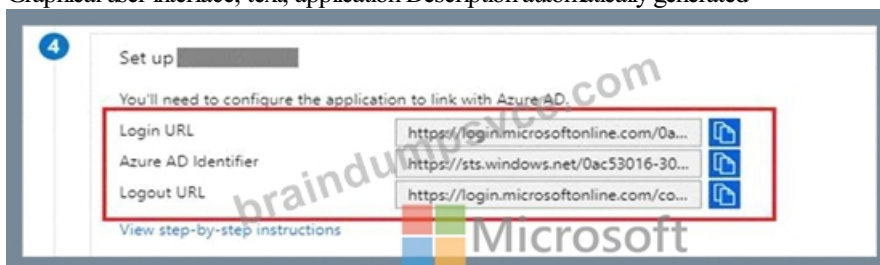 Graphical user interface, text, application Description automatically generated
4
Set up
You'll need to configure the application to link with Azure AD.
Login URL https://login.microsoftonline.com/0a...
Azure AD Identifier https://sts.windows.net/0ac53016-30...
Logout URL https://login.microsoftonline.com/co...
View step-by-step instructions
braindumpsvce.com
Microsoft